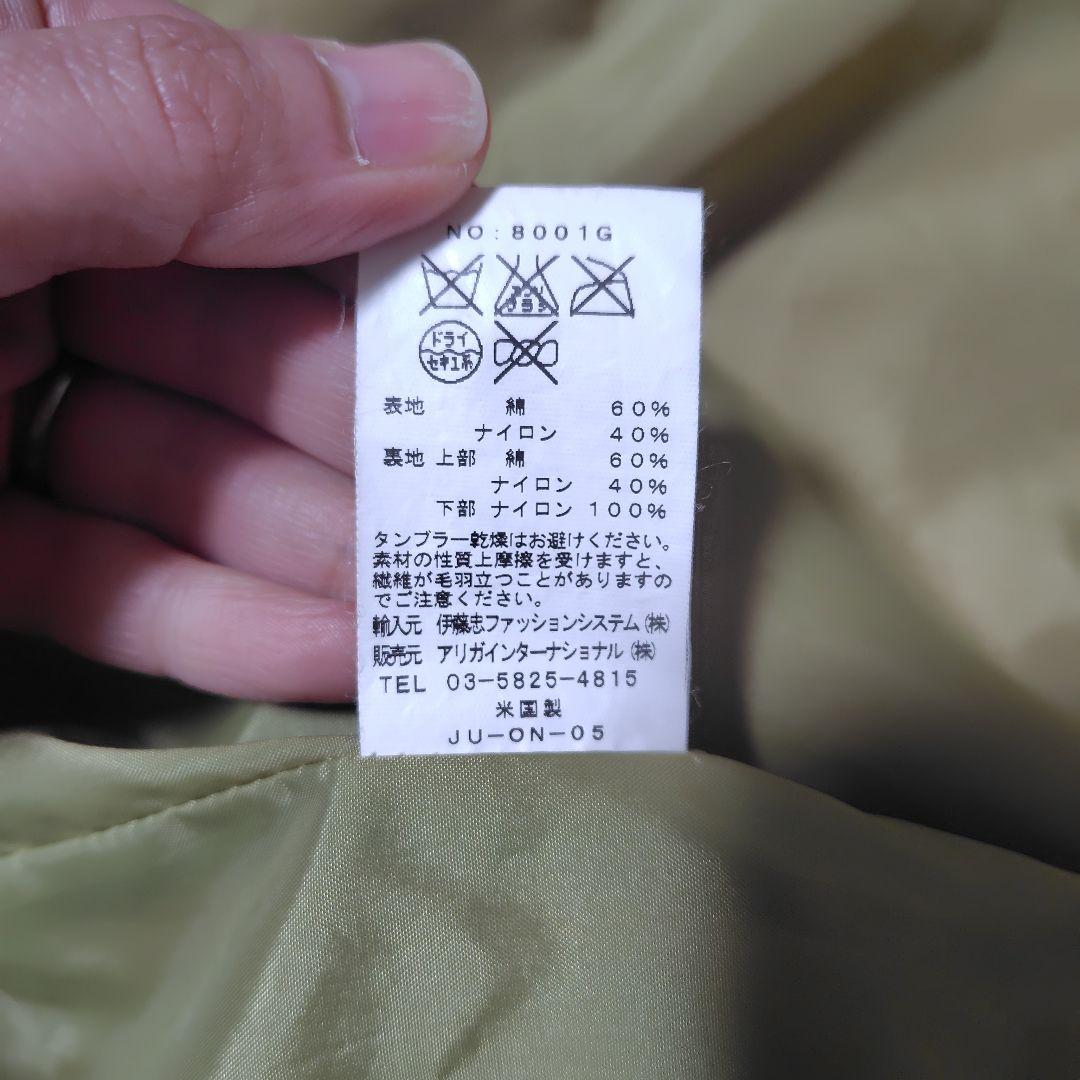 NO:8001G
エンソ
サラシ
ドライ
セキユ系
表地 綿 60%
ナイロン 40%
裏地 上部 綿 60%
ナイロン 40%
下部 ナイロン 100%
タンブラー乾燥はお避けください。
素材の性質上摩擦を受けますと、
繊維が毛羽立つことがありますの
でご注意ください。
輸入元 伊藤忠ファッションシステム(株)
販売元 アリガインターナショナル(株)
TEL 03-5825-4815
米国製
JU-ON-05